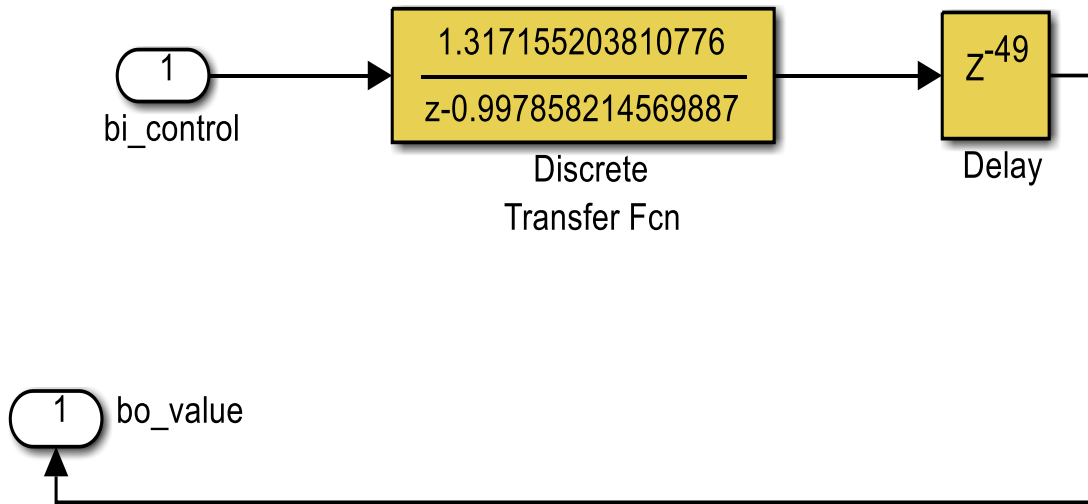 1
bi_control
1.317155203810776
z-0.997858214569887
Discrete
Transfer Fcn
z-49
Delay
1
bo_value